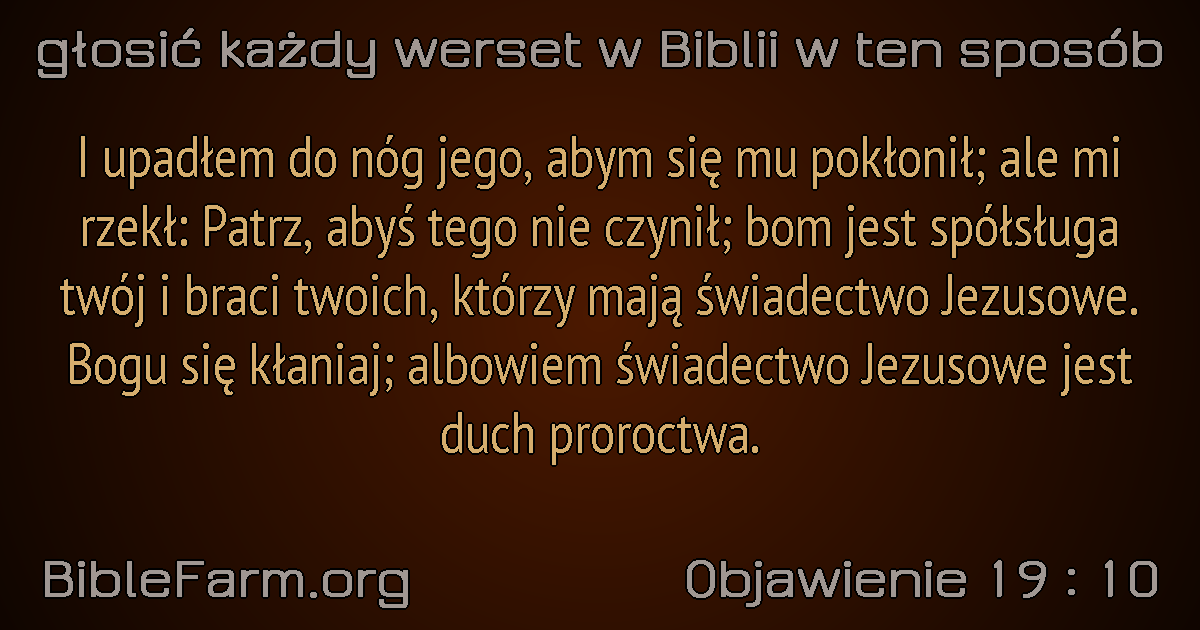 głosić każdy werset w Biblii w ten sposób
I upadłem do nóg jego, abym się mu pokłonił; ale mi
rzekł: Patrz, abyś tego nie czynił; bom jest spółsługa
twój i braci twoich, którzy mają świadectwo Jezusowe.
Bogu się kłaniaj; albowiem świadectwo Jezusowe jest
duch proroctwa.
BibleFarm.org
Objawienie 19 : 10